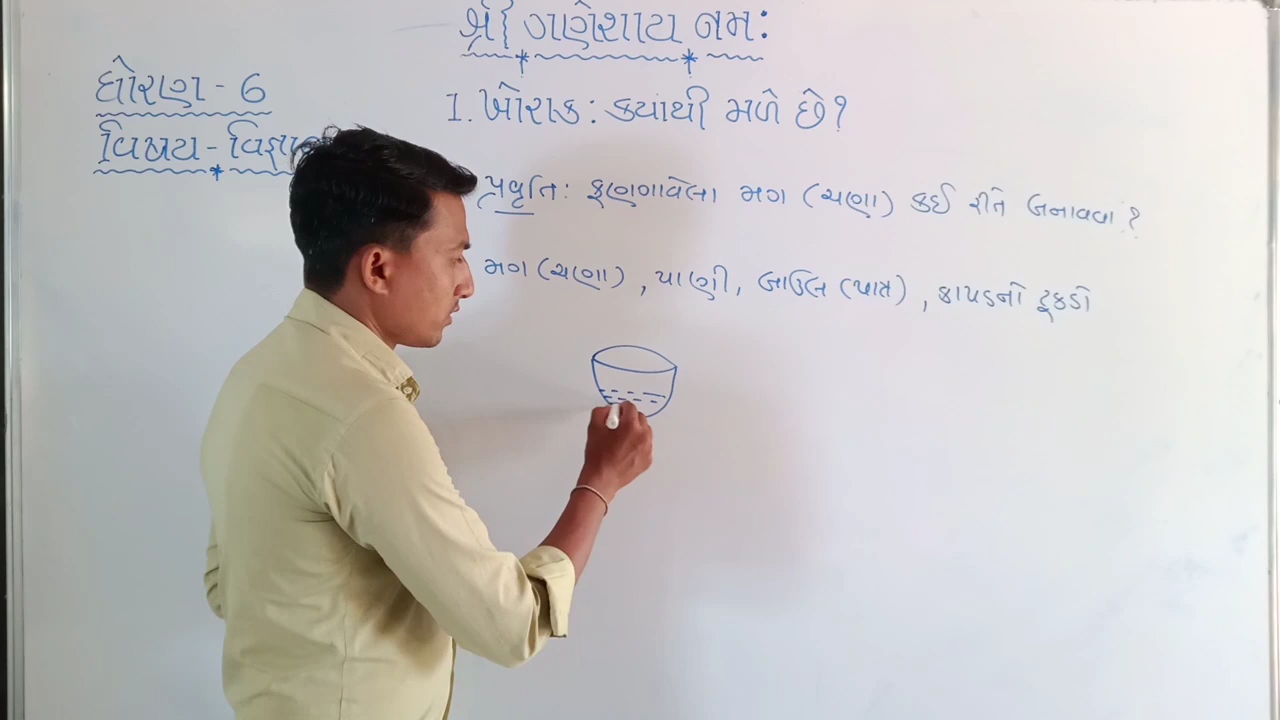 શ્રી ગણેશાય નમઃ
ધોરણ - 6
વિષય - વિજ્ઞાન
1. ખોરાક : ક્યાંથી મળે છે?
પ્રવૃતિ : ફણગાવેલા મગ (ચણા) કઈ રીતે બનાવવા ?
મગ (ચણા) , પાણી, બાઉલ (પાત્ર) , કાપડનો ટૂકડો